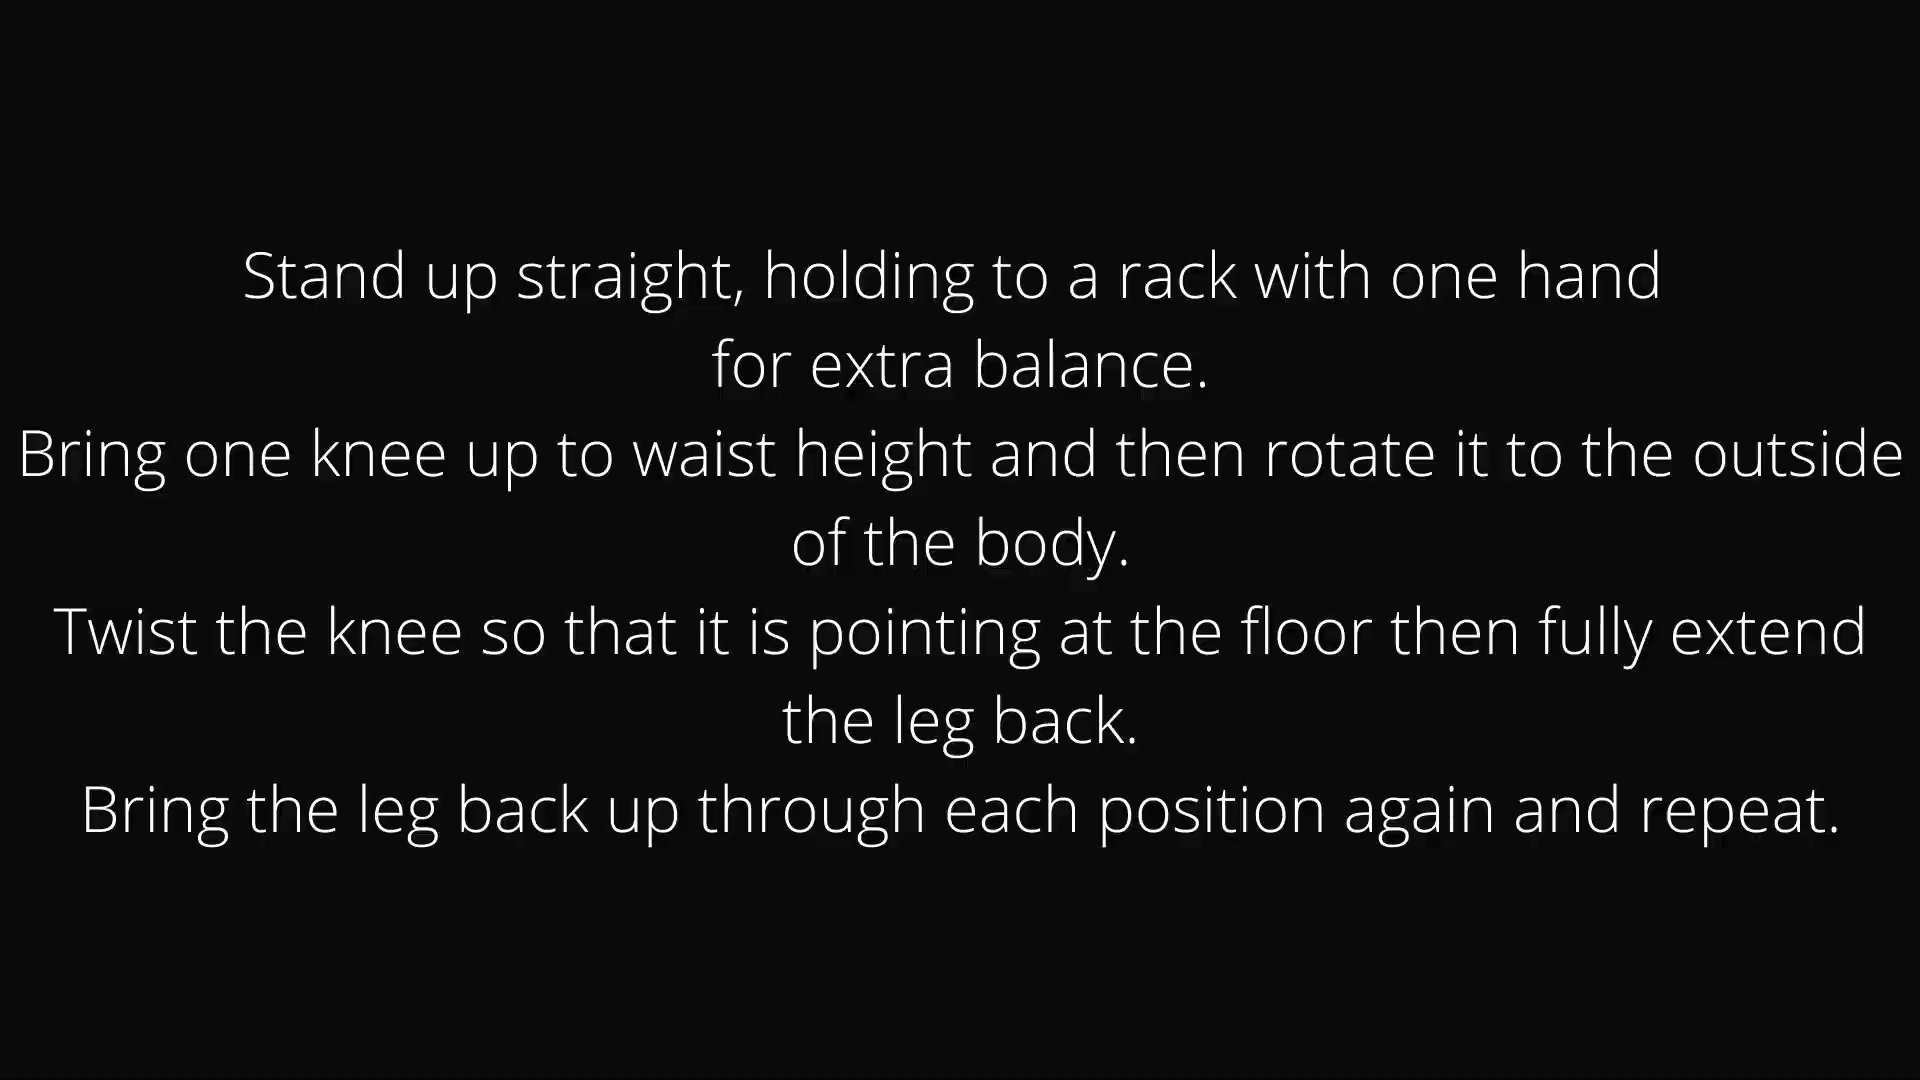 Stand up straight, holding to a rack with one hand
for extra balance.
Bring one knee up to waist height and then rotate it to the outside
of the body.
Twist the knee so that it is pointing at the floor then fully extend
the leg back.
Bring the leg back up through each position again and repeat.